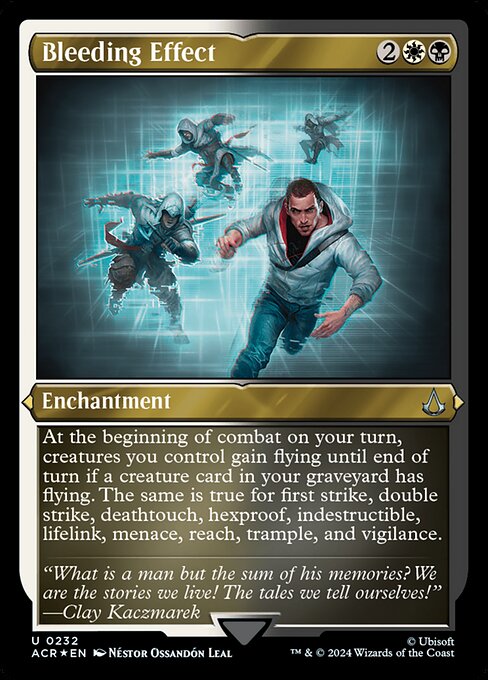 Bleeding Effect 2
Enchantment
At the beginning of combat on your turn,
creatures you control gain flying until end of
turn if a creature card in your graveyard has
flying. The same is true for first strike, double
strike, deathtouch, hexproof, indestructible,
lifelink, menace, reach, trample, and vigilance.
“What is a man but the sum of his memories? We
are the stories we live! The tales we tell ourselves!”
—Clay Kaczmarek
U 0232
ACR★EN Néstor Ossandón Leal
© Ubisoft
™ & © 2024 Wizards of the Coast